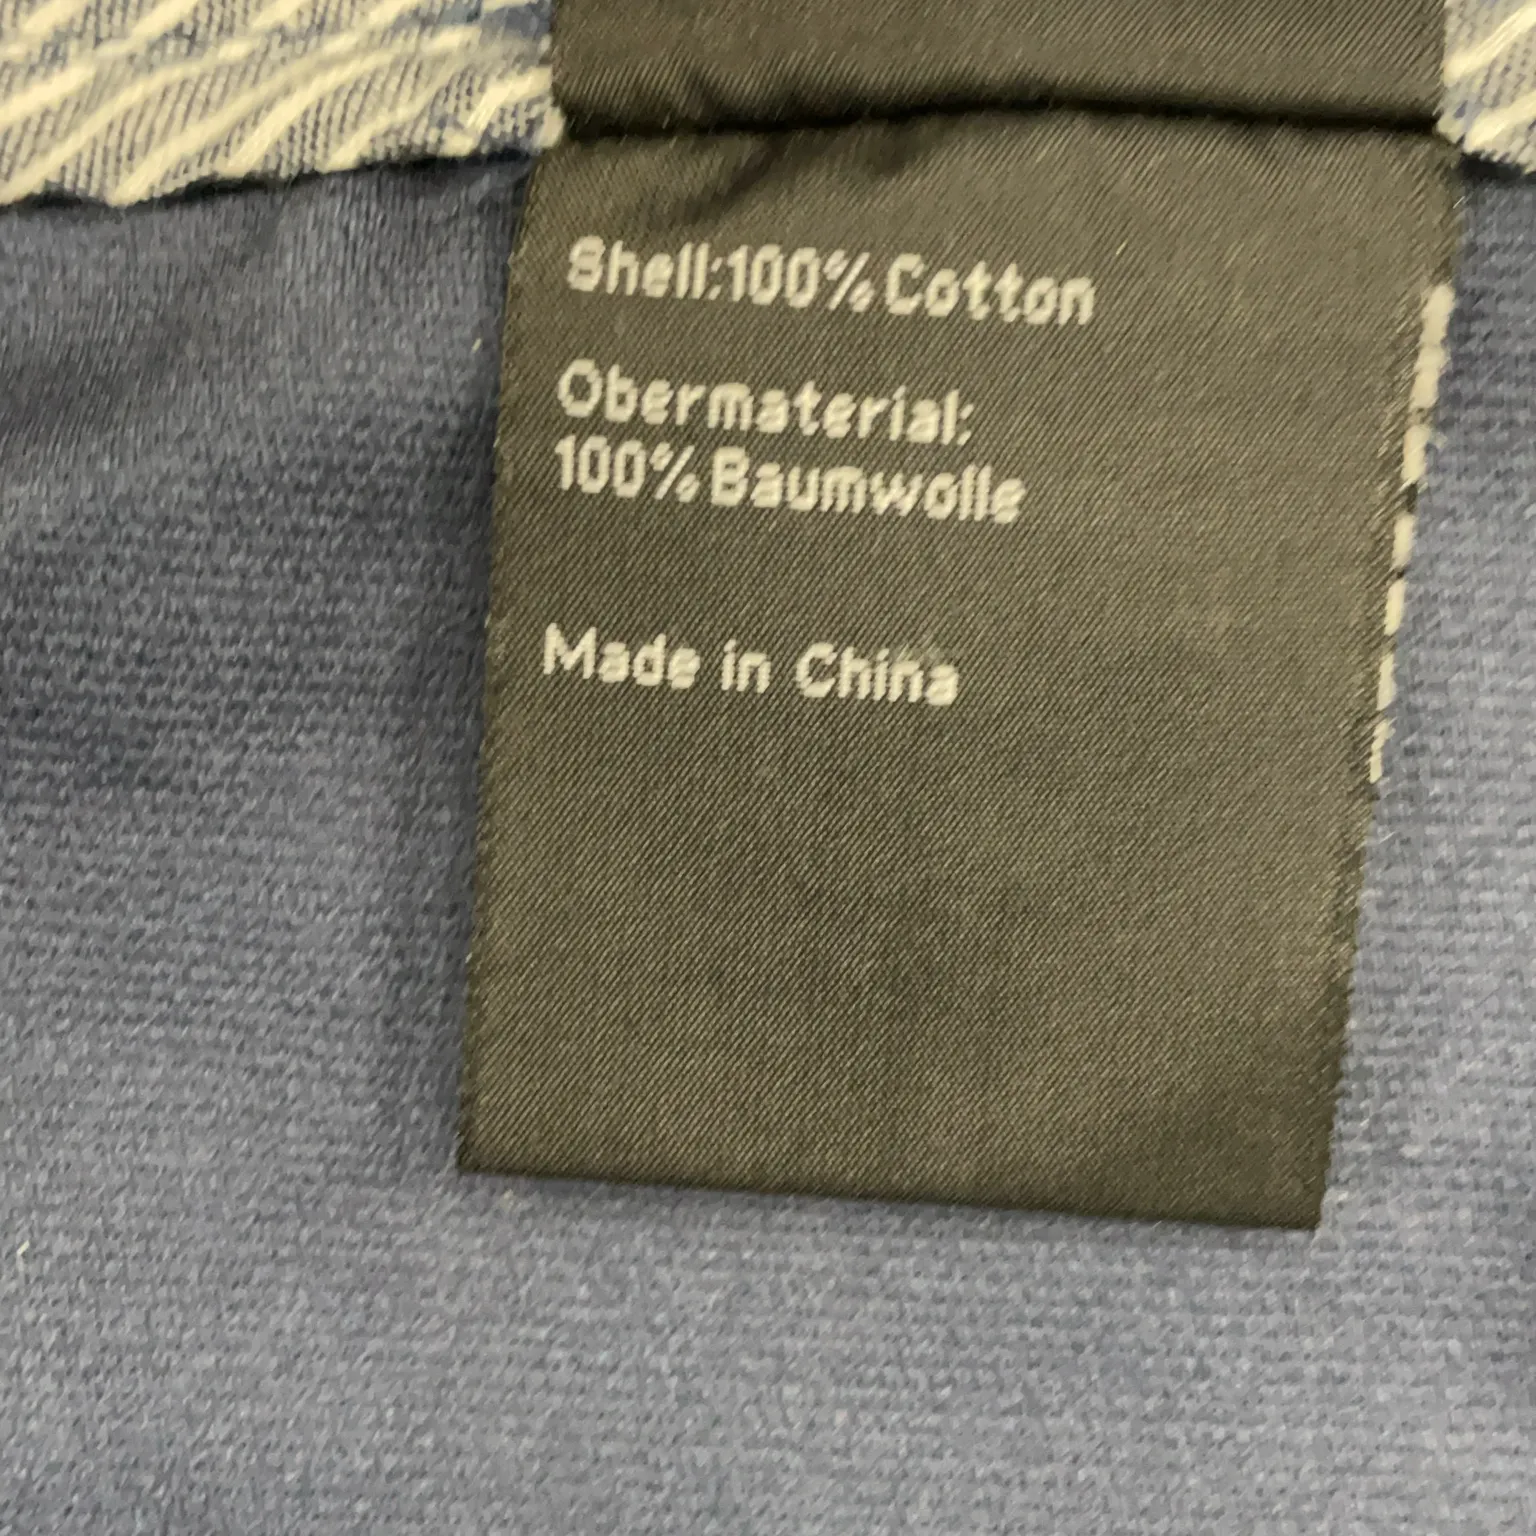 Shell:100% Cotton
Obermaterial:
100% Baumwolle
Made in China